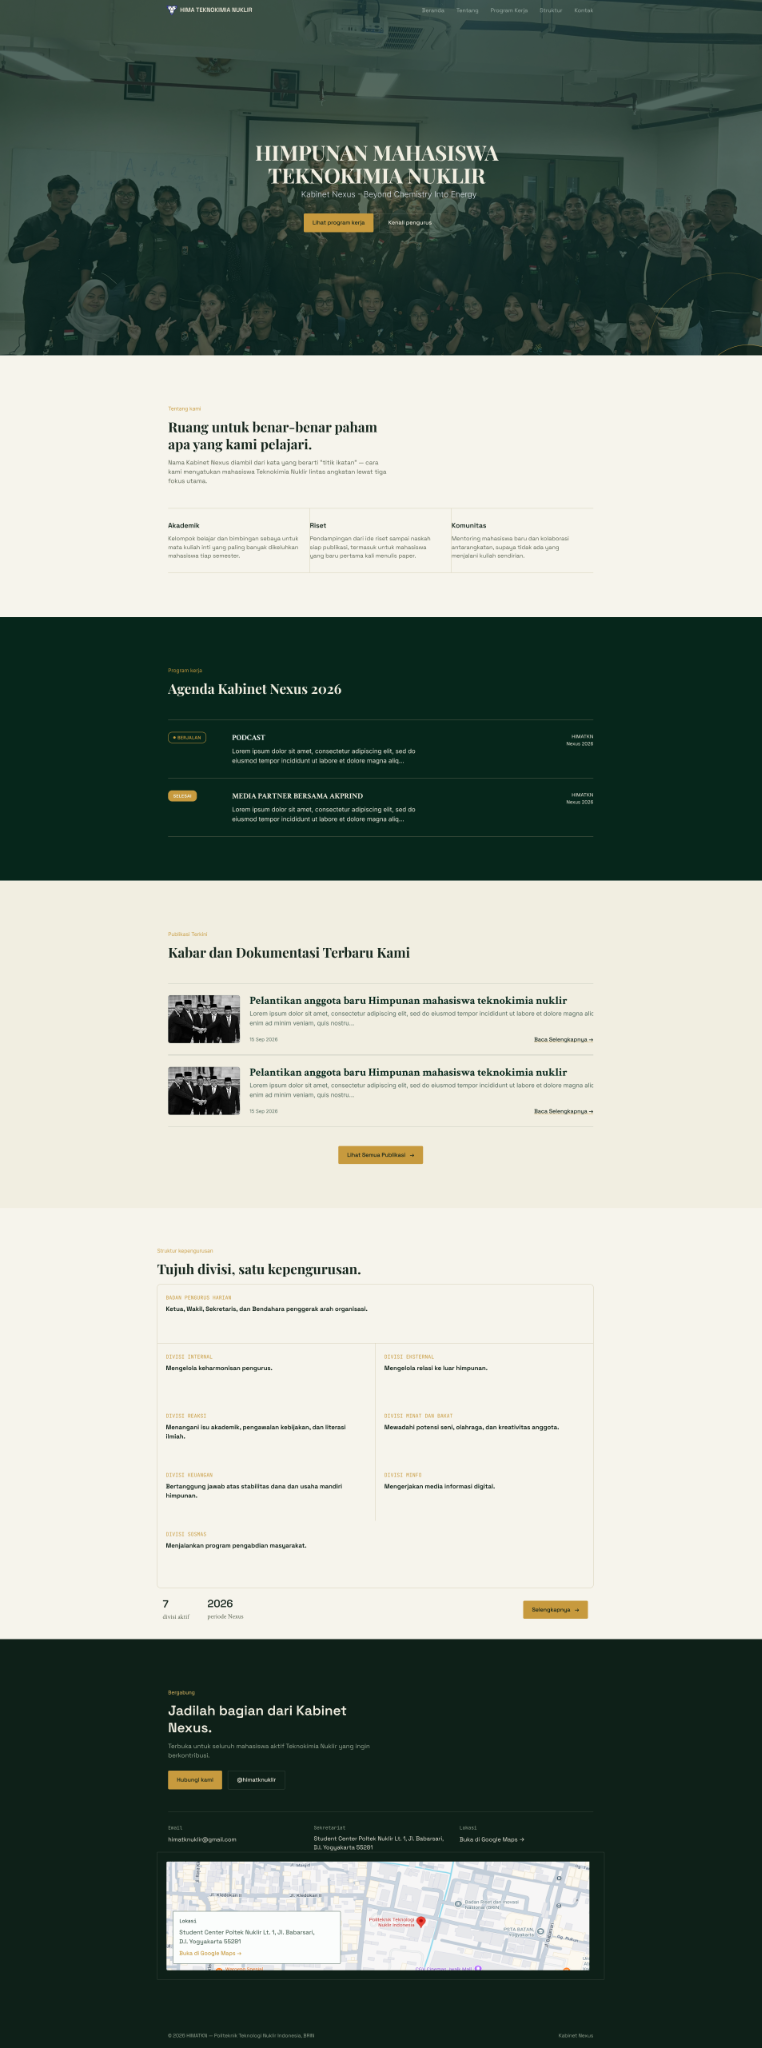 HIMA TEKNOKIMIA NUKLIR
Beranda Tentang Program Kerja Struktur Kontak
HIMPUNAN MAHASISWA
TEKNOKIMIA NUKLIR
Kabinet Nexus - Beyond Chemistry Into Energy
Lihat program kerja
Kenali pengurus
Tentang kami
Ruang untuk benar-benar paham
apa yang kami pelajari.
Nama Kabinet Nexus diambil dari kata yang berarti "titik ikatan" — cara
kami menyatukan mahasiswa Teknokimia Nuklir lintas angkatan lewat tiga
fokus utama.
Akademik
Kelompok belajar dan bimbingan sebaya untuk
mata kuliah inti yang paling banyak dikeluhkan
mahasiswa tiap semester.
Riset
Pendampingan dari ide riset sampai naskah
siap publikasi, termasuk untuk mahasiswa
yang baru pertama kali menulis paper.
Komunitas
Mentoring mahasiswa baru dan kolaborasi
antarangkatan, supaya tidak ada yang
menjalani kuliah sendirian.
Program kerja
Agenda Kabinet Nexus 2026
BERJALAN
PODCAST
Lorem ipsum dolor sit amet, consectetur adipiscing elit, sed do
eiusmod tempor incididunt ut labore et dolore magna aliq...
HIMATKN
Nexus 2026
SELESAI
MEDIA PARTNER BERSAMA AKPRIND
Lorem ipsum dolor sit amet, consectetur adipiscing elit, sed do
eiusmod tempor incididunt ut labore et dolore magna aliq...
HIMATKN
Nexus 2026
Publikasi Terkini
Kabar dan Dokumentasi Terbaru Kami
Pelantikan anggota baru Himpunan mahasiswa teknokimia nuklir
Lorem ipsum dolor sit amet, consectetur adipiscing elit, sed do eiusmod tempor incididunt ut labore et dolore magna alic
enim ad minim veniam, quis nostru...
15 Sep 2026
Baca Selengkapnya →
Pelantikan anggota baru Himpunan mahasiswa teknokimia nuklir
Lorem ipsum dolor sit amet, consectetur adipiscing elit, sed do eiusmod tempor incididunt ut labore et dolore magna alic
enim ad minim veniam, quis nostru...
15 Sep 2026
Baca Selengkapnya →
Lihat Semua Publikasi →
Struktur kepengurusan
Tujuh divisi, satu kepengurusan.
BADAN PENGURUS HARIAN
Ketua, Wakil, Sekretaris, dan Bendahara penggerak arah organisasi.
DIVISI INTERNAL
Mengelola keharmonisan pengurus.
DIVISI EKSTERNAL
Mengelola relasi ke luar himpunan.
DIVISI REAKSI
Menangani isu akademik, pengawalan kebijakan, dan literasi
ilmiah.
DIVISI MINAT DAN BAKAT
Mewadahi potensi seni, olahraga, dan kreativitas anggota.
DIVISI KEUANGAN
Bertanggung jawab atas stabilitas dana dan usaha mandiri
himpunan.
DIVISI MINFO
Mengerjakan media informasi digital.
DIVISI SOSMAS
Menjalankan program pengabdian masyarakat.
7
divisi aktif
2026
periode Nexus
Selengkapnya →
Bergabung
Jadilah bagian dari Kabinet
Nexus.
Terbuka untuk seluruh mahasiswa aktif Teknokimia Nuklir yang ingin
berkontribusi.
Hubungi kami
@himatknuklir
Email
himatknuklir@gmail.com
Sekretariat
Student Center Poltek Nuklir Lt. 1, Jl. Babarsari,
D.I. Yogyakarta 55281
Lokasi
Buka di Google Maps →
Lokasi
Student Center Poltek Nuklir Lt. 1, Jl. Babarsari,
D.I. Yogyakarta 55281
Buka di Google Maps →
Politeknik Teknologi
Nuklir Indonesia
© 2026 HIMATKN — Politeknik Teknologi Nuklir Indonesia, BRIN
Kabinet Nexus